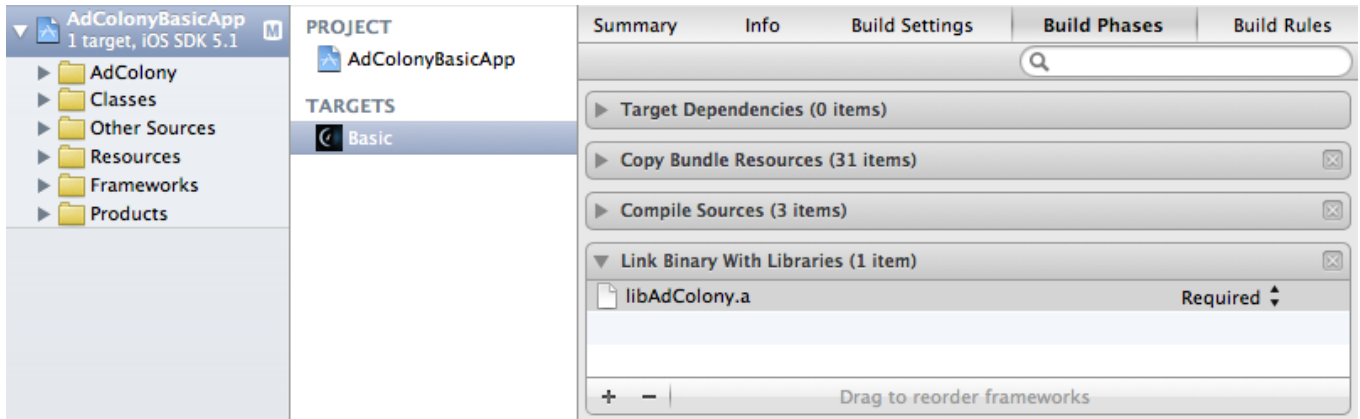 AdColonyBasicApp
1 target, iOS SDK 5.1
M
AdColony
Classes
Other Sources
Resources
Frameworks
Products
PROJECT
AdColonyBasicApp
TARGETS
Basic
Summary Info Build Settings Build Phases Build Rules
Target Dependencies (0 items)
Copy Bundle Resources (31 items)
Compile Sources (3 items)
Link Binary With Libraries (1 item)
libAdColony.a Required
Drag to reorder frameworks